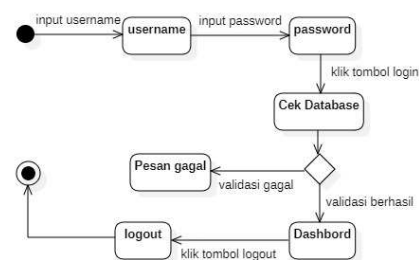 input username
username
input password
password
klik tombol login
Cek Database
Pesan gagal
validasi gagal
validasi berhasil
logout
klik tombol logout
Dashbord